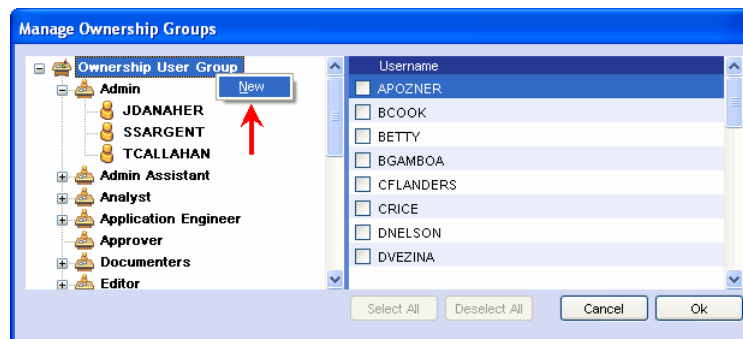 Manage Ownership Groups
Ownership User Group
New
Admin
JDANAHER
SSARGENT
TCALLAHAN
Admin Assistant
Analyst
Application Engineer
Approver
Documenters
Editor
Username
APOZNER
BCOOK
BETTY
BGAMBOA
CFLANDERS
CRICE
DNELSON
DVEZINA
Select All Deselect All Cancel Ok